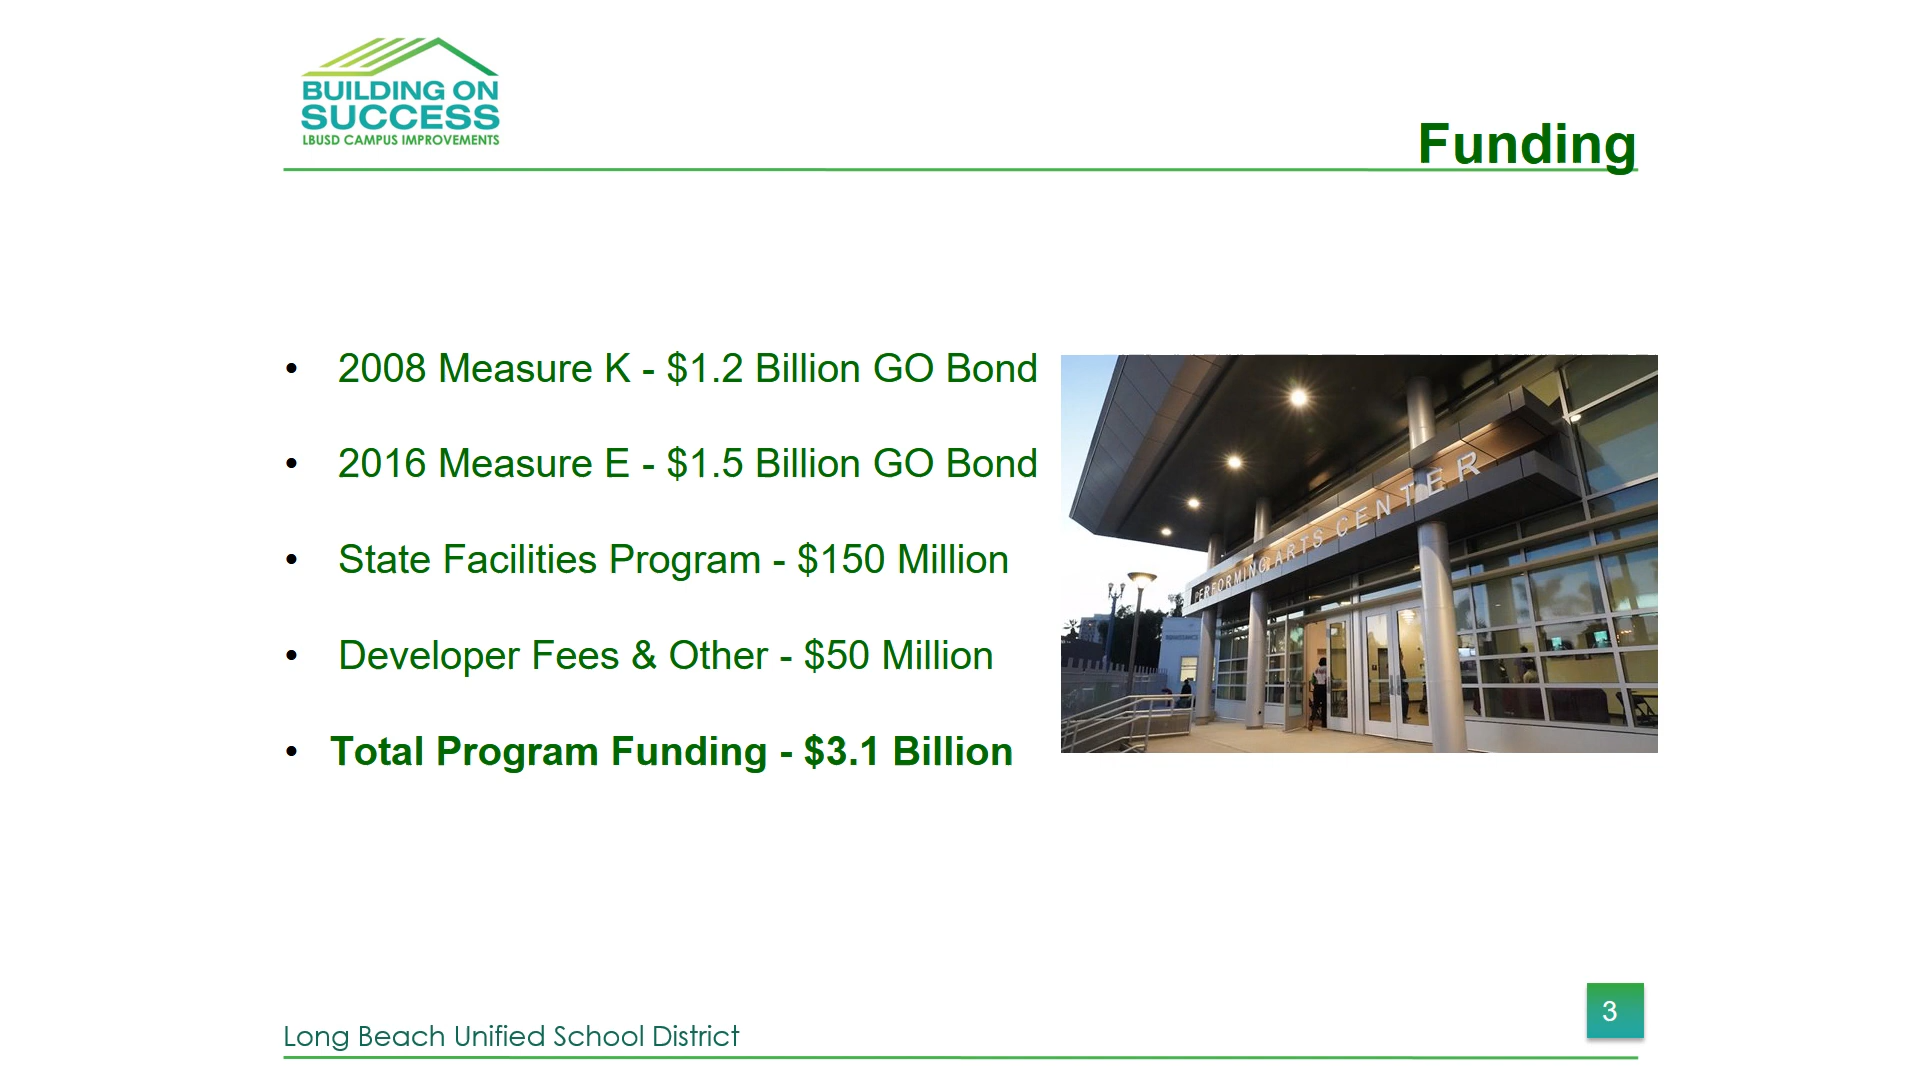 BUILDING ON
SUCCESS
LBUSD CAMPUS IMPROVEMENTS
Funding
• 2008 Measure K - $1.2 Billion GO Bond
• 2016 Measure E - $1.5 Billion GO Bond
• State Facilities Program - $150 Million
• Developer Fees & Other - $50 Million
• Total Program Funding - $3.1 Billion
PERFORMING ARTS CENTER
3
Long Beach Unified School District